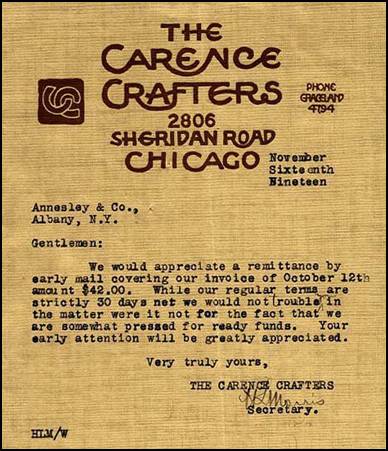 THE
CARENCE
CRAFTERS
2806
SHERIDAN ROAD
CHICAGO
PHONE
GRACELAND
4794
November
Sixteenth
Nineteen
Annesley & Co.,
Albany, N.Y.
Gentlemen:
We would appreciate a remittance by
early mail covering our invoice of October 12th
amount $42.00. While our regular terms are
strictly 30 days net we would not (trouble) in
the matter were it not for the fact that we
are somewhat pressed for ready funds. Your
early attention will be greatly appreciated.
Very truly yours,
THE CARENCE CRAFTERS
HLMorris
Secretary.
HLM/W